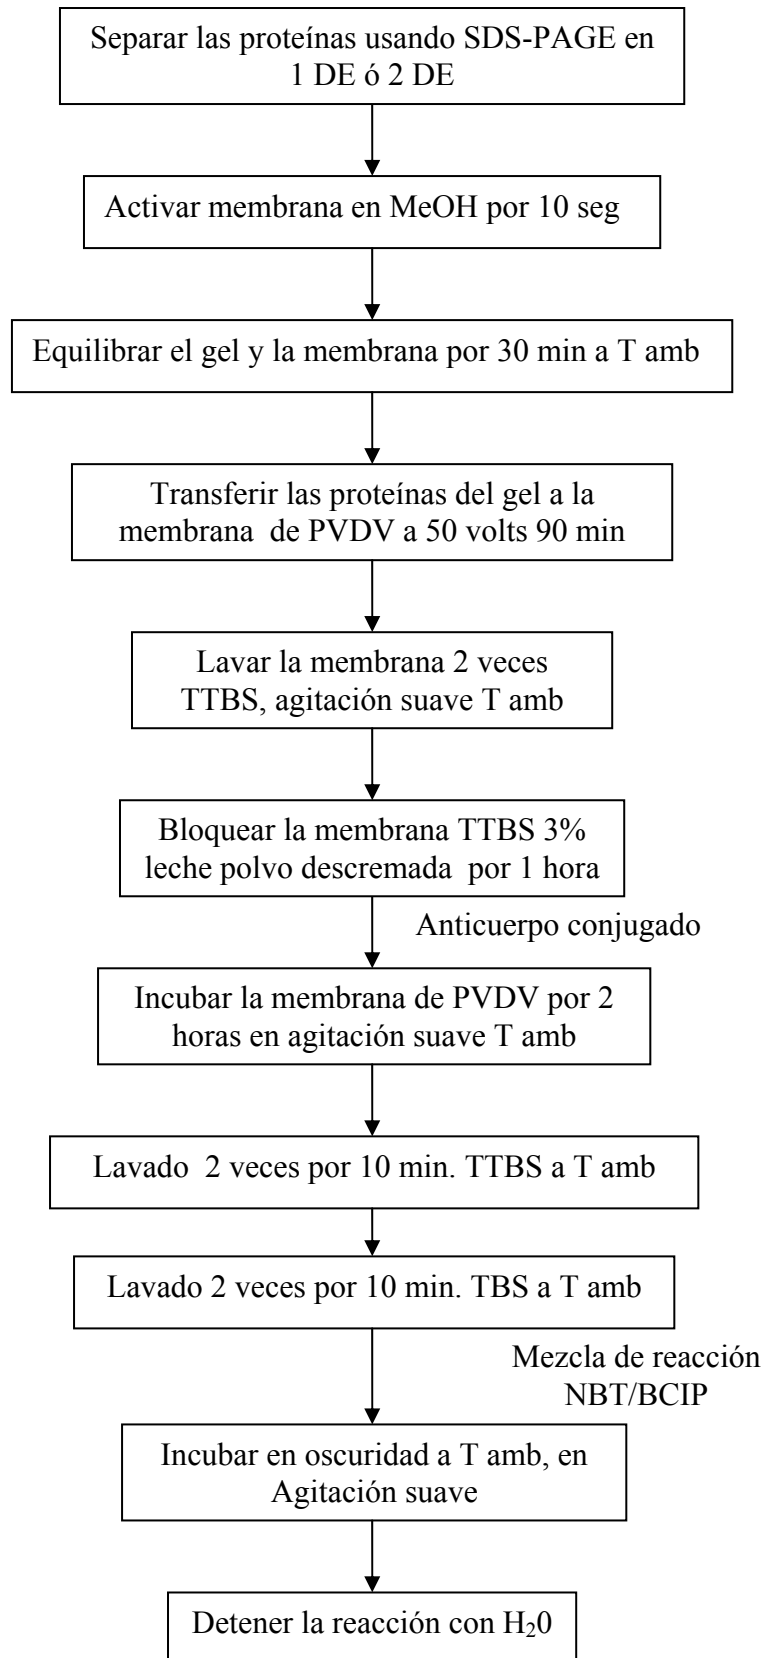 Separar las proteínas usando SDS-PAGE en
1 DE ó 2 DE
Activar membrana en MeOH por 10 seg
Equilibrar el gel y la membrana por 30 min a T amb
Transferir las proteínas del gel a la
membrana de PVDV a 50 volts 90 min
Lavar la membrana 2 veces
TTBS, agitación suave T amb
Bloquear la membrana TTBS 3%
leche polvo descremada por 1 hora
Anticuerpo conjugado
Incubar la membrana de PVDV por 2
horas en agitación suave T amb
Lavado 2 veces por 10 min. TTBS a T amb
Lavado 2 veces por 10 min. TBS a T amb
Mezcla de reacción
NBT/BCIP
Incubar en oscuridad a T amb, en
Agitación suave
Detener la reacción con H₂0